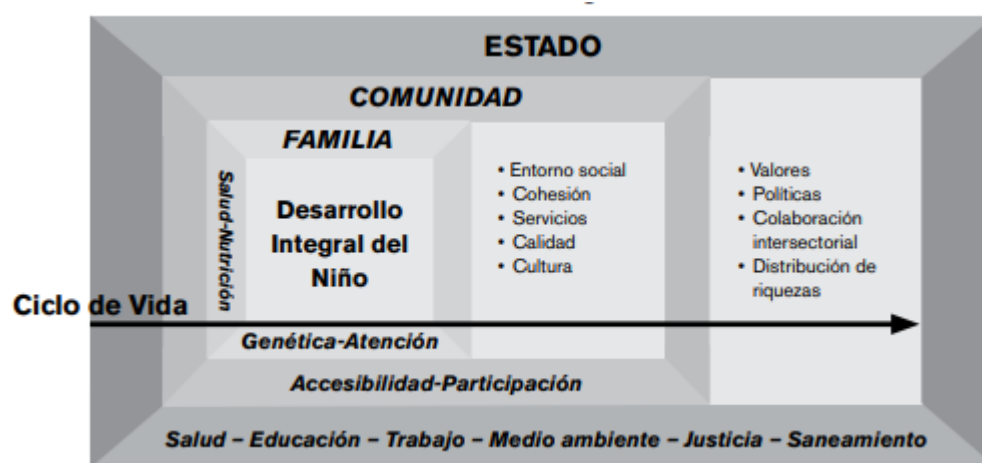 ESTADO
COMUNIDAD
FAMILIA
Salud-Nutrición
Desarrollo
Integral del
Niño
• Entorno social
• Cohesión
• Servicios
• Calidad
• Cultura
• Valores
• Políticas
• Colaboración
intersectorial
• Distribución de
riquezas
Ciclo de Vida
Genética-Atención
Accesibilidad-Participación
Salud – Educación – Trabajo – Medio ambiente – Justicia – Saneamiento